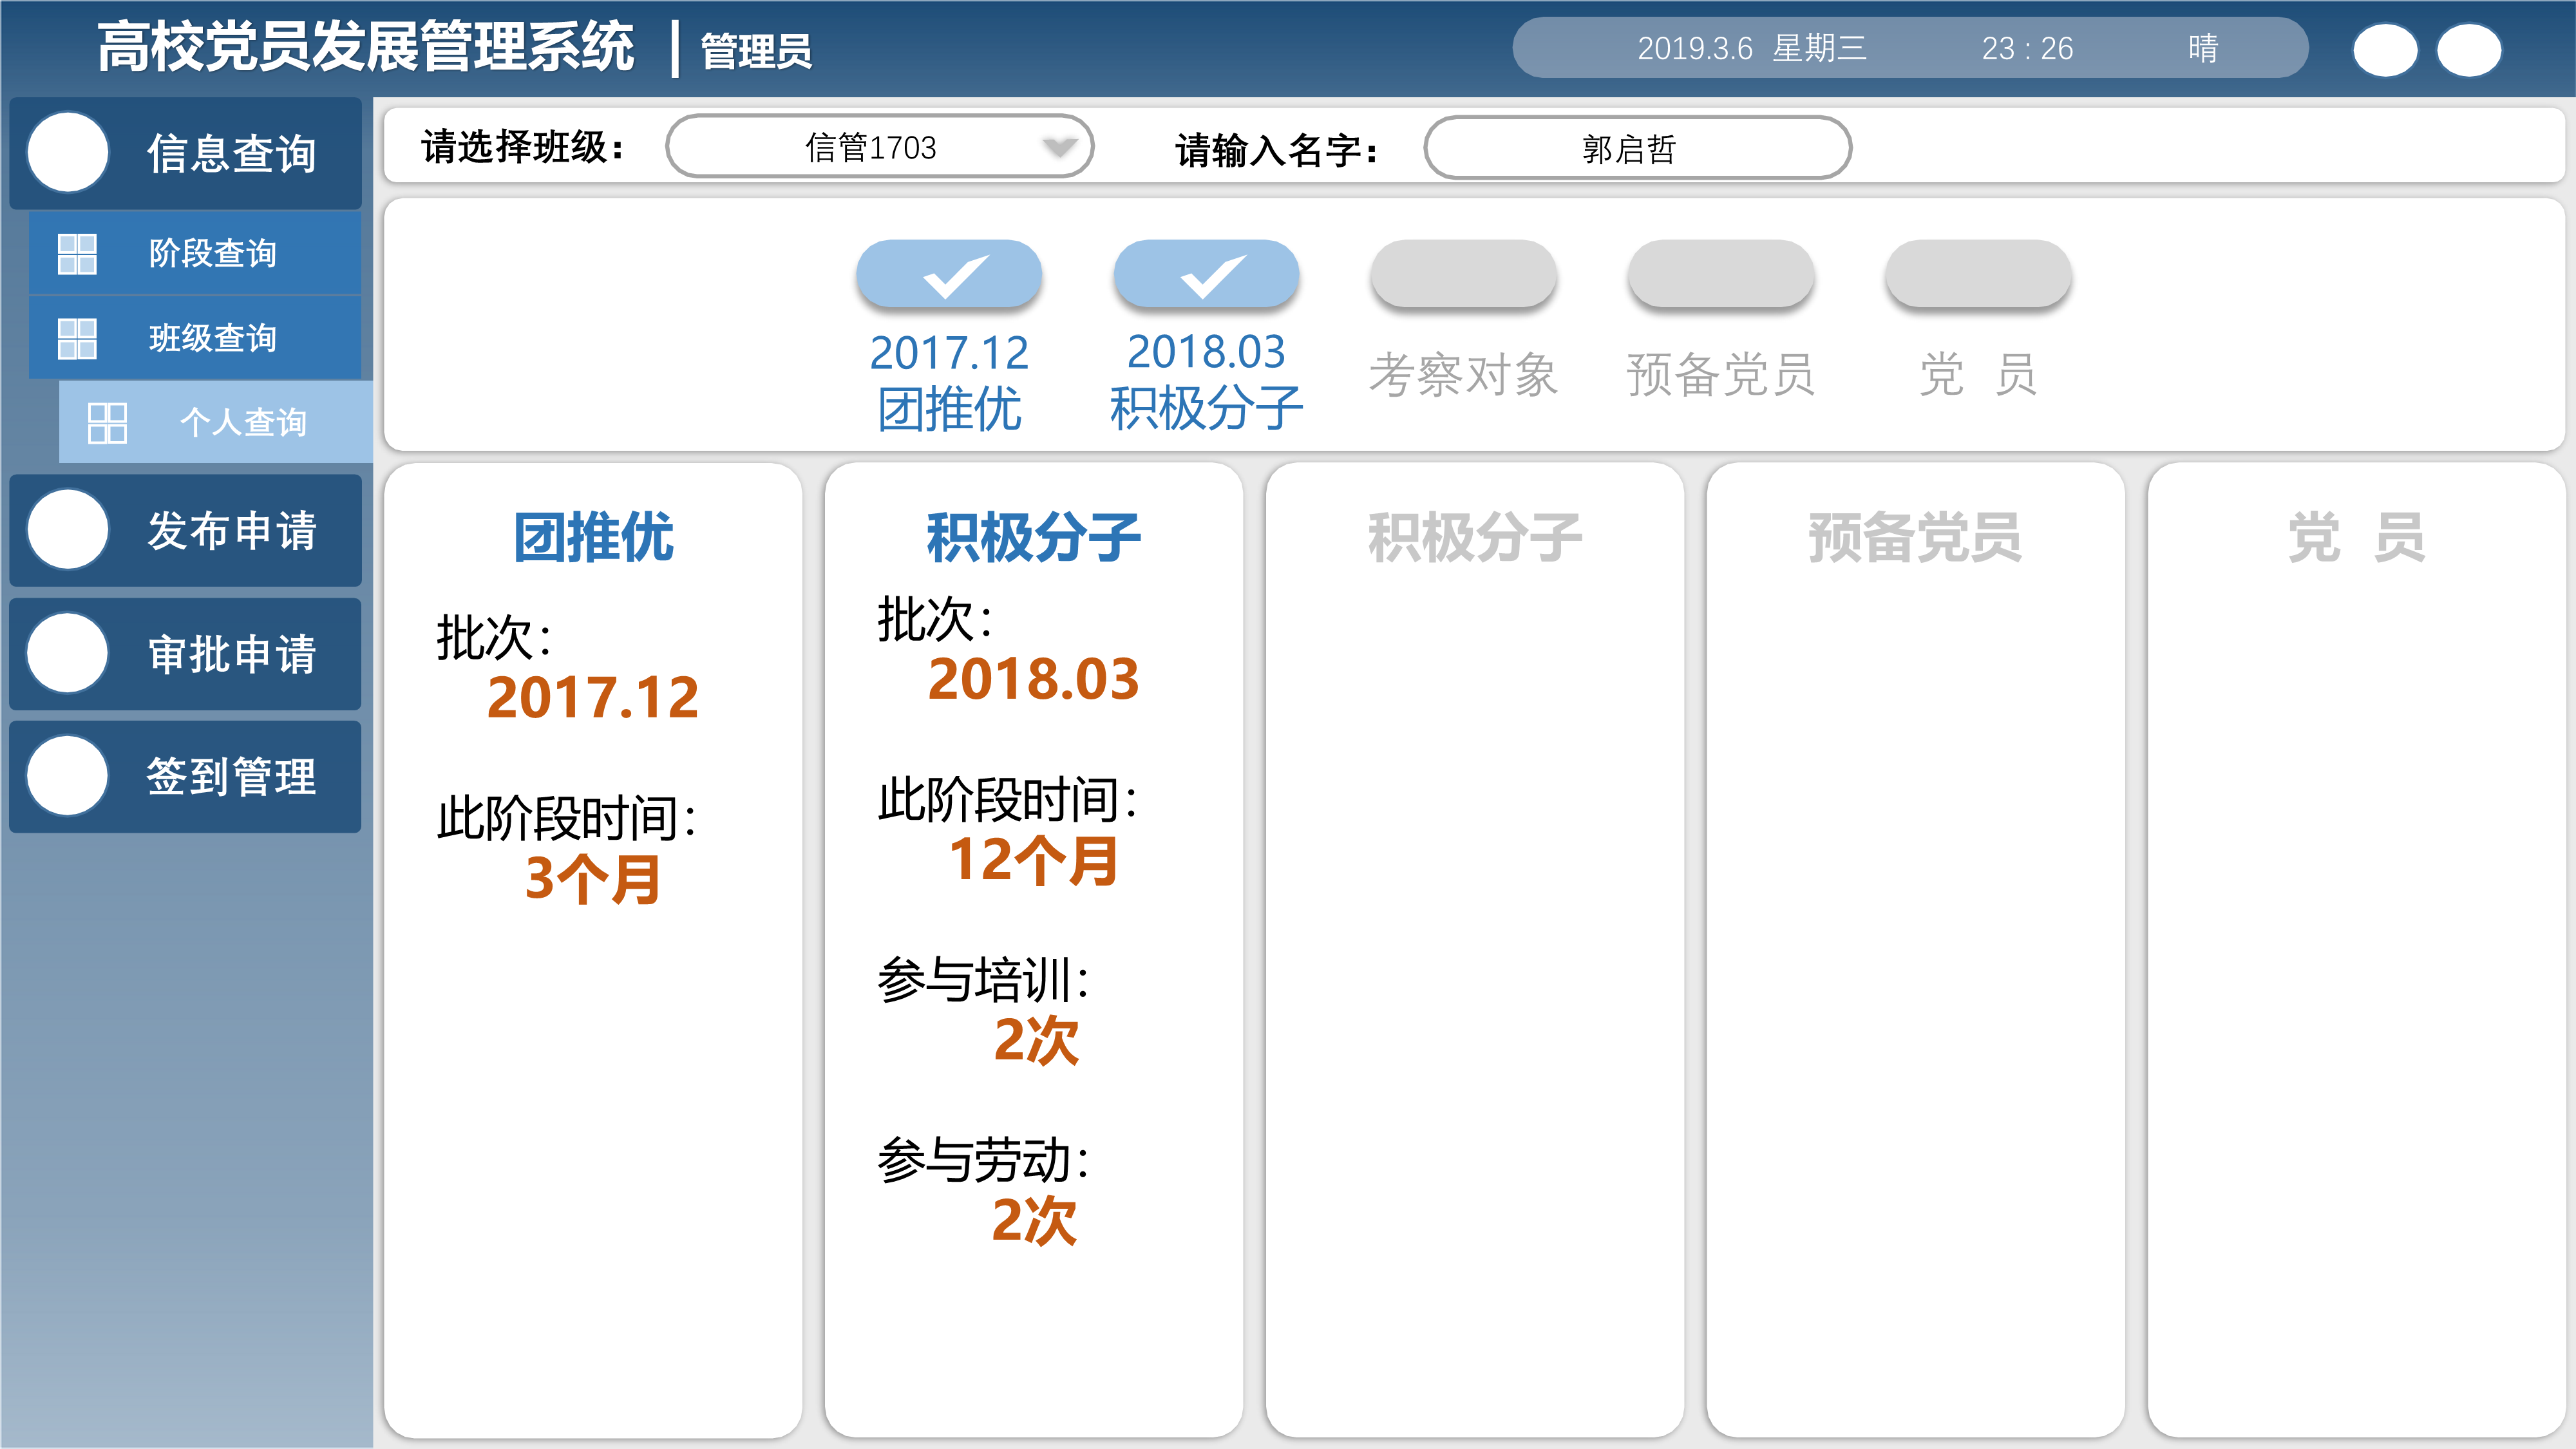 高校党员发展管理系统 管理员
2019.3.6 星期三 23 : 26 晴
信息查询
阶段查询
班级查询
个人查询
发布申请
审批申请
签到管理
请选择班级： 信管1703 请输入名字： 郭启哲
2017.12
团推优
2018.03
积极分子
考察对象
预备党员
党 员
团推优
批次：
2017.12
此阶段时间：
3个月
积极分子
批次：
2018.03
此阶段时间：
12个月
参与培训：
2次
参与劳动：
2次
积极分子
预备党员
党 员